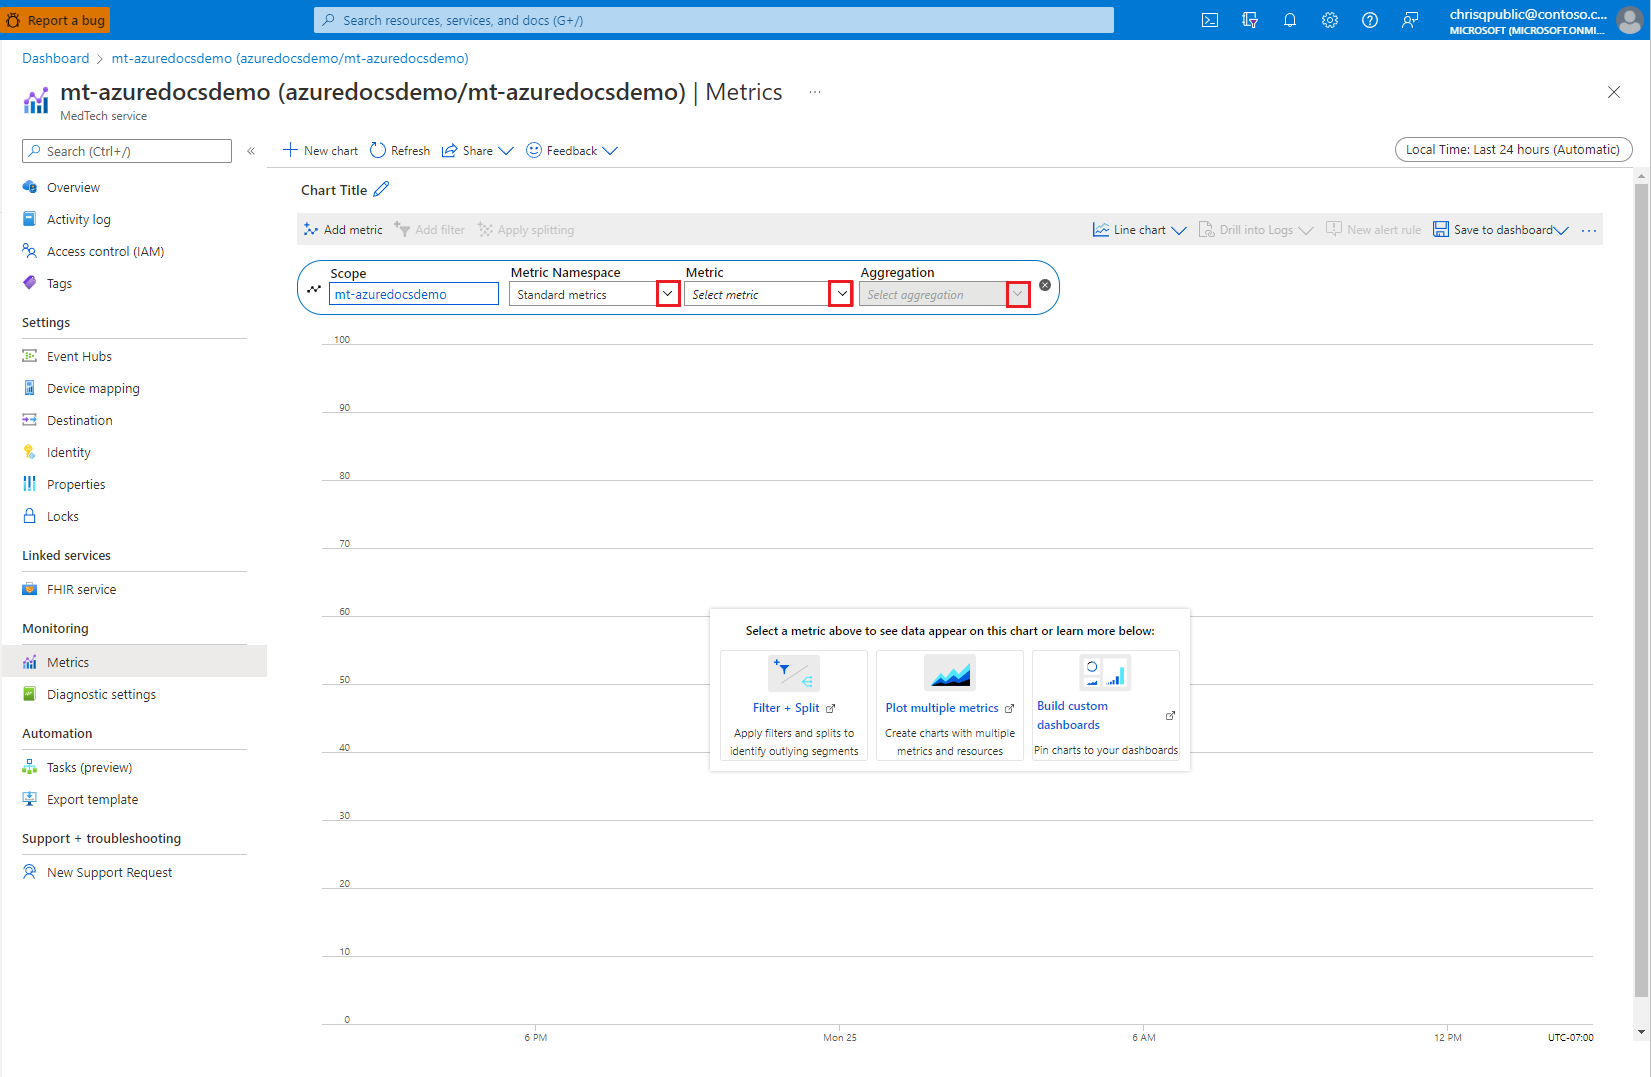 Report a bug
Search resources, services, and docs (G+/)
chrisqpublic@contoso.c...
MICROSOFT (MICROSOFT.ONMI...
Dashboard > mt-azuredocsdemo (azuredocsdemo/mt-azuredocsdemo)
mt-azuredocsdemo (azuredocsdemo/mt-azuredocsdemo) | Metrics ...
MedTech service
Search (Ctrl+/)
«
Overview
Activity log
Access control (IAM)
Tags
Settings
Event Hubs
Device mapping
Destination
Identity
Properties
Locks
Linked services
FHIR service
Monitoring
Metrics
Diagnostic settings
Automation
Tasks (preview)
Export template
Support + troubleshooting
New Support Request
New chart Refresh Share Feedback
Local Time: Last 24 hours (Automatic)
Chart Title
Add metric Add filter Apply splitting Line chart Drill into Logs New alert rule Save to dashboard ...
Scope Metric Namespace Metric Aggregation
mt-azuredocsdemo Standard metrics Select metric Select aggregation
100
90
80
70
60
50
40
30
20
10
0
Select a metric above to see data appear on this chart or learn more below:
Filter + Split
Apply filters and splits to
identify outlying segments
Plot multiple metrics
Create charts with multiple
metrics and resources
Build custom
dashboards
Pin charts to your dashboards
6 PM Mon 25 6 AM 12 PM UTC-07:00